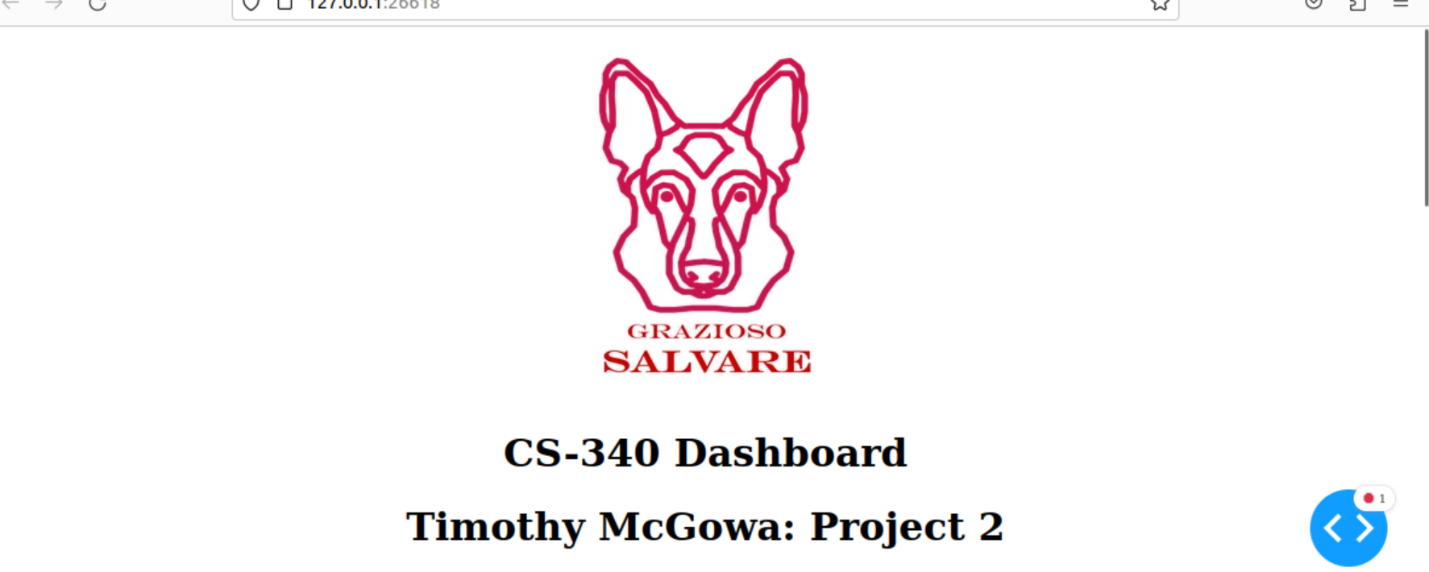 127.0.0.1:26618
GRAZIOSO
SALVARE
CS-340 Dashboard
Timothy McGowa: Project 2
1